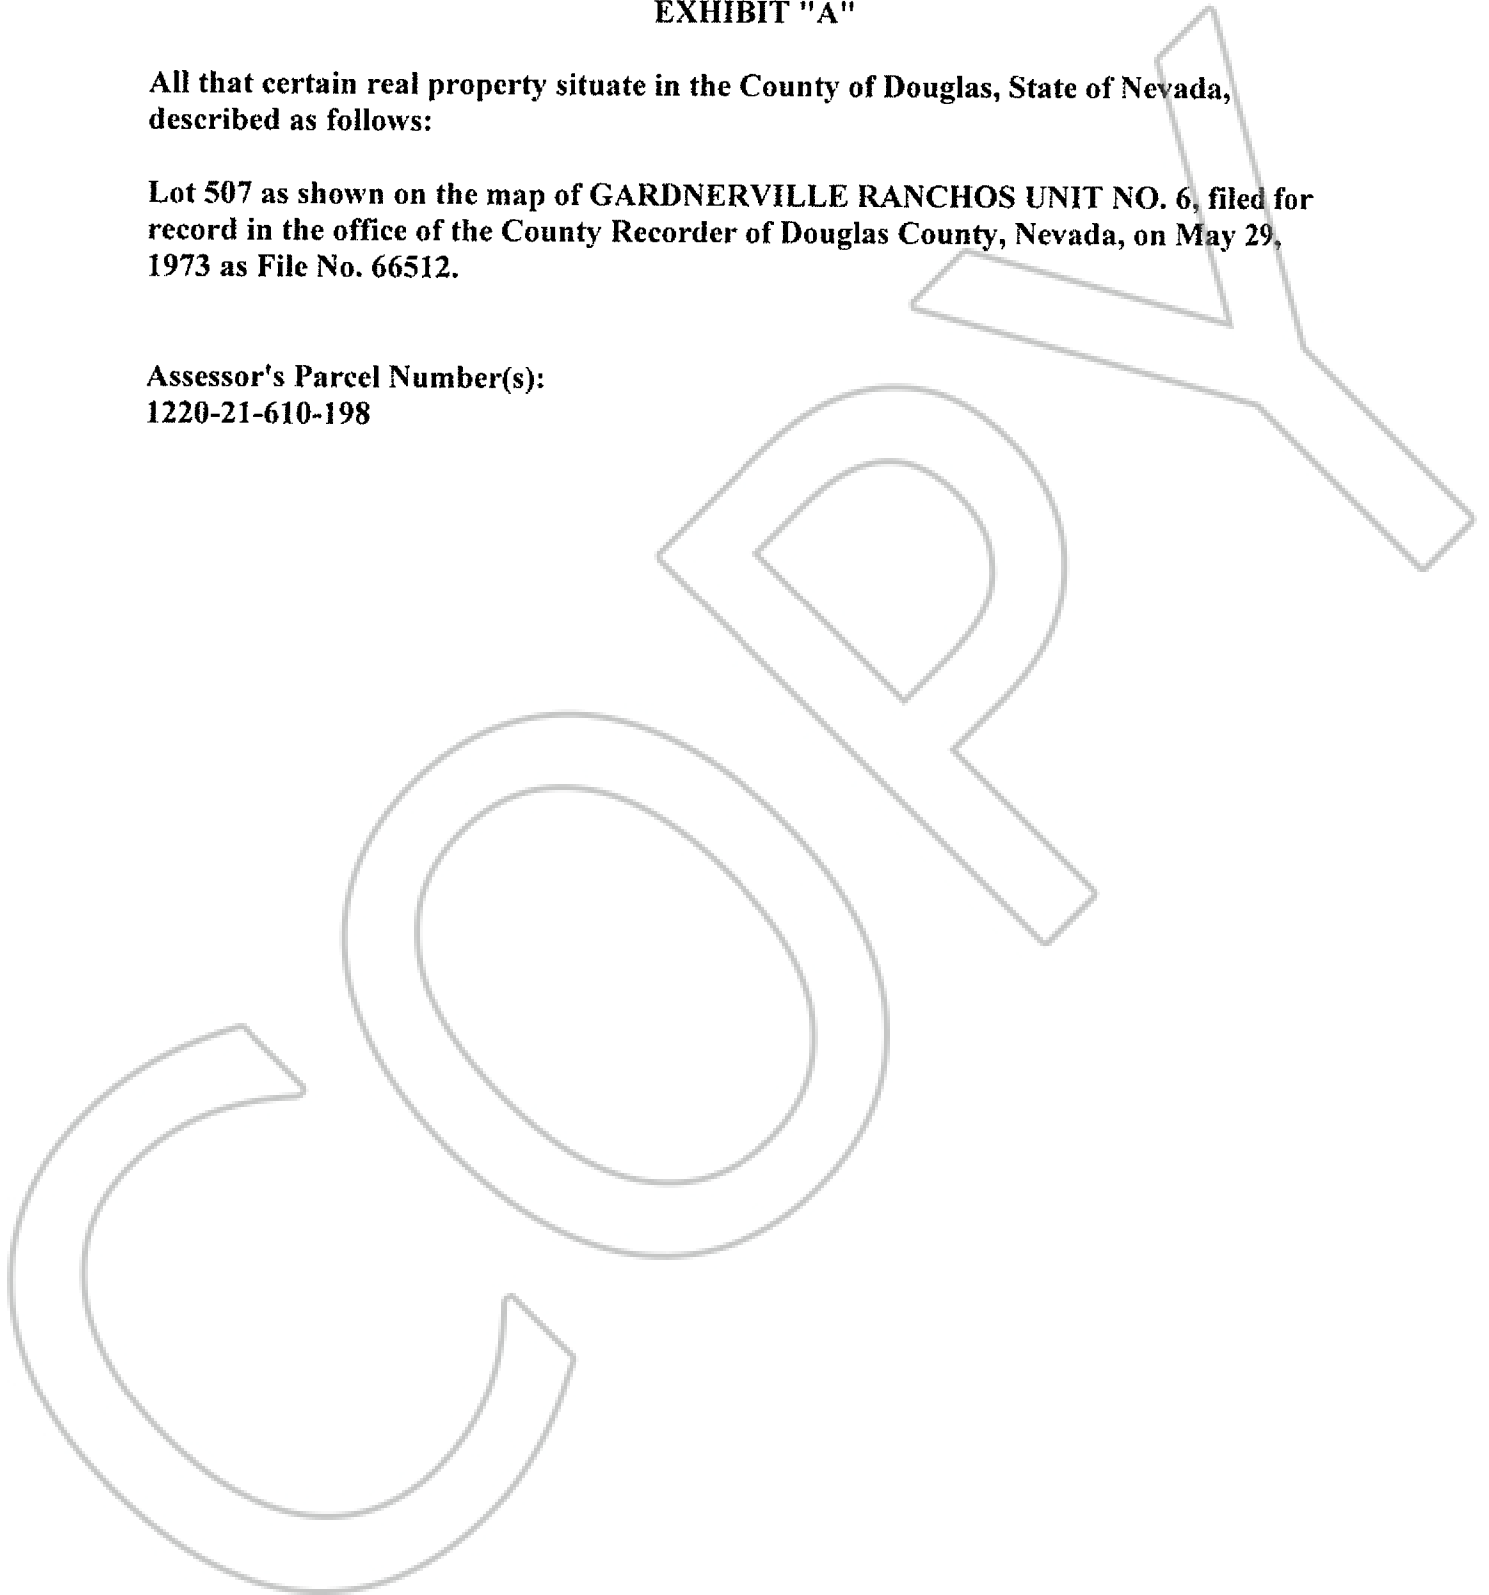 EXHIBIT "A"
All that certain real property situate in the County of Douglas, State of Nevada,
described as follows:
Lot 507 as shown on the map of GARDNERVILLE RANCHOS UNIT NO. 6, filed for
record in the office of the County Recorder of Douglas County, Nevada, on May 29,
1973 as File No. 66512.
Assessor's Parcel Number(s):
1220-21-610-198
COPY